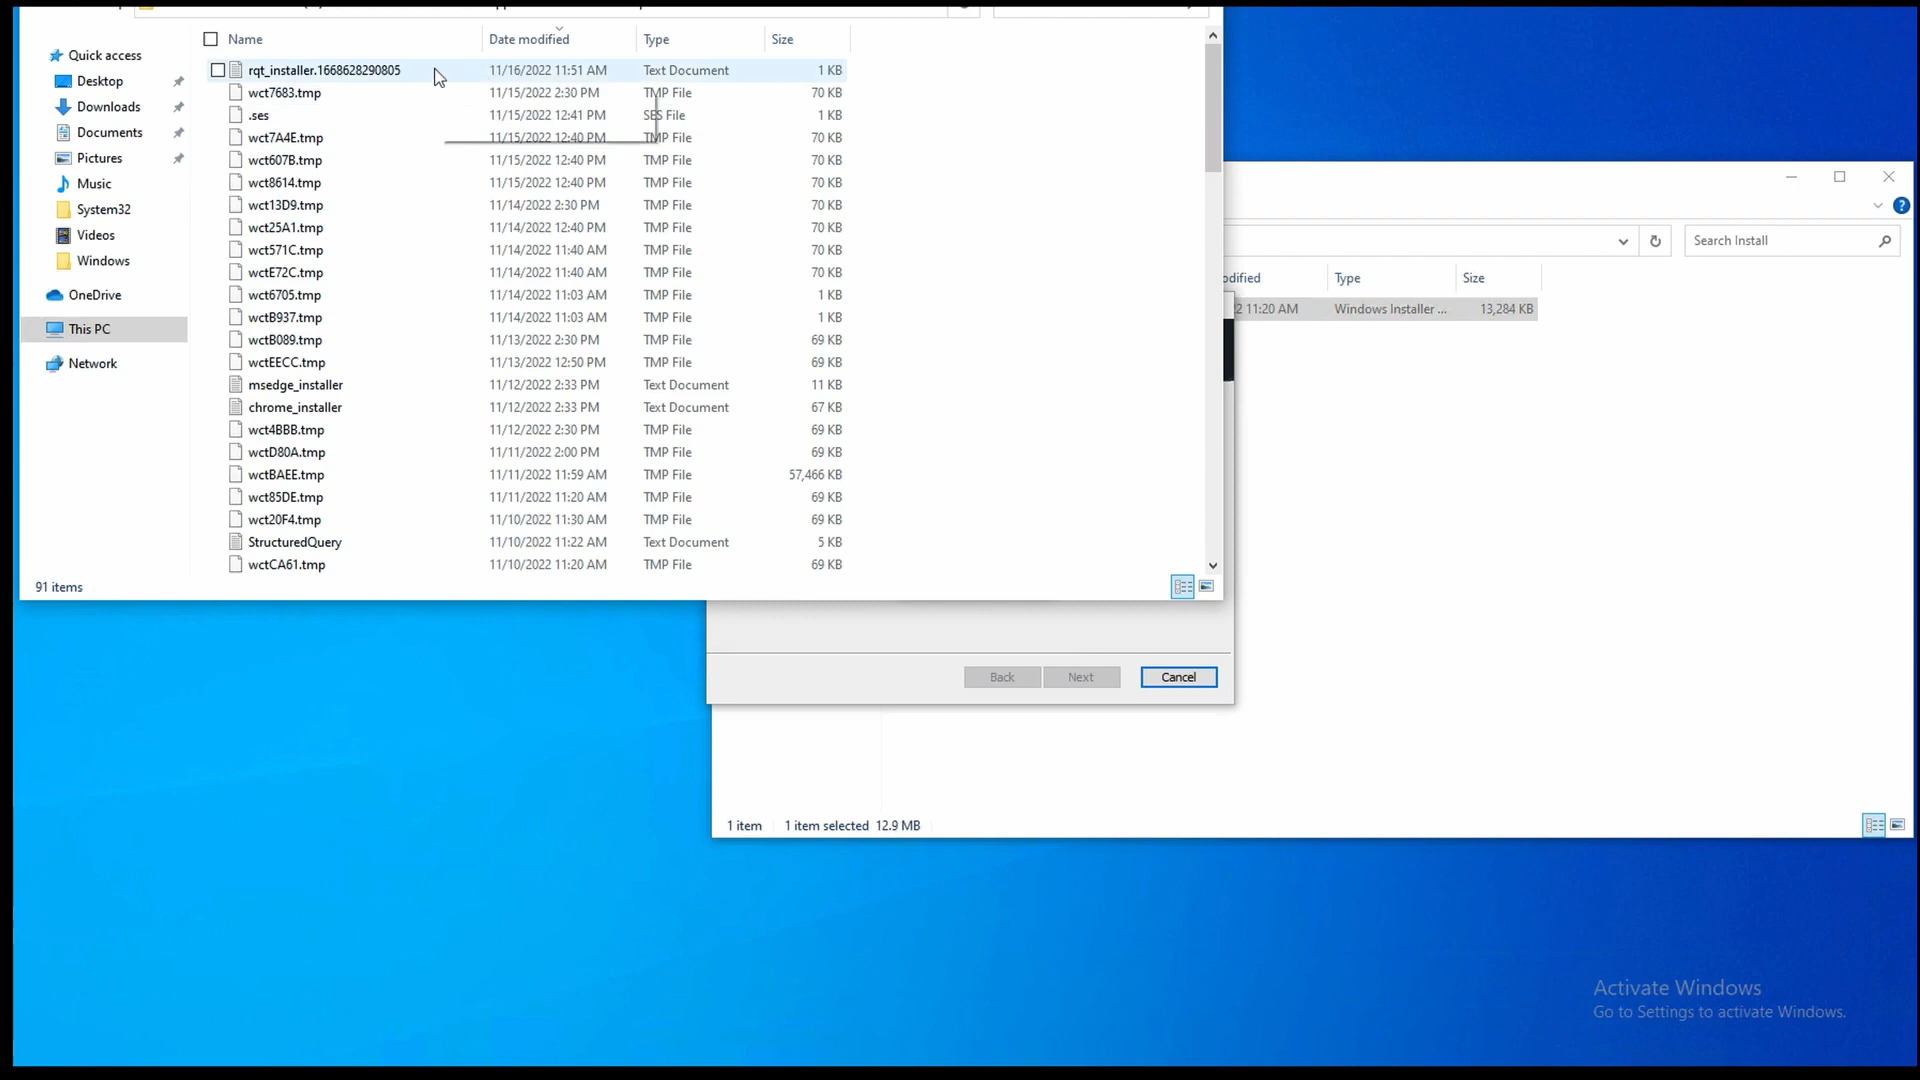 Name Date modified Type Size
Quick access
Desktop
Downloads
Documents
Pictures
Music
System32
Videos
Windows
OneDrive
This PC
Network
rqt_installer.1668628290805 11/16/2022 11:51 AM Text Document 1 KB
wct7683.tmp 11/15/2022 2:30 PM TMP File 70 KB
.ses 11/15/2022 12:41 PM SES File 1 KB
wct7A4E.tmp 11/15/2022 12:40 PM TMP File 70 KB
wct607B.tmp 11/15/2022 12:40 PM TMP File 70 KB
wct8614.tmp 11/15/2022 12:40 PM TMP File 70 KB
wct13D9.tmp 11/14/2022 2:30 PM TMP File 70 KB
wct25A1.tmp 11/14/2022 12:40 PM TMP File 70 KB
wct571C.tmp 11/14/2022 11:40 AM TMP File 70 KB
wctE72C.tmp 11/14/2022 11:40 AM TMP File 70 KB
wct6705.tmp 11/14/2022 11:03 AM TMP File 1 KB
wctB937.tmp 11/14/2022 11:03 AM TMP File 1 KB
wctB089.tmp 11/13/2022 2:30 PM TMP File 69 KB
wctEECC.tmp 11/13/2022 12:50 PM TMP File 69 KB
msedge_installer 11/12/2022 2:33 PM Text Document 11 KB
chrome_installer 11/12/2022 2:33 PM Text Document 67 KB
wct4BBB.tmp 11/12/2022 2:30 PM TMP File 69 KB
wctD80A.tmp 11/11/2022 2:00 PM TMP File 69 KB
wctBAEE.tmp 11/11/2022 11:59 AM TMP File 57,466 KB
wct85DE.tmp 11/11/2022 11:20 AM TMP File 69 KB
wct20F4.tmp 11/10/2022 11:30 AM TMP File 69 KB
StructuredQuery 11/10/2022 11:22 AM Text Document 5 KB
wctCA61.tmp 11/10/2022 11:20 AM TMP File 69 KB
91 items
Search Install
odified Type Size
22 11:20 AM Windows Installer ... 13,284 KB
Back Next Cancel
1 item 1 item selected 12.9 MB
Activate Windows
Go to Settings to activate Windows.